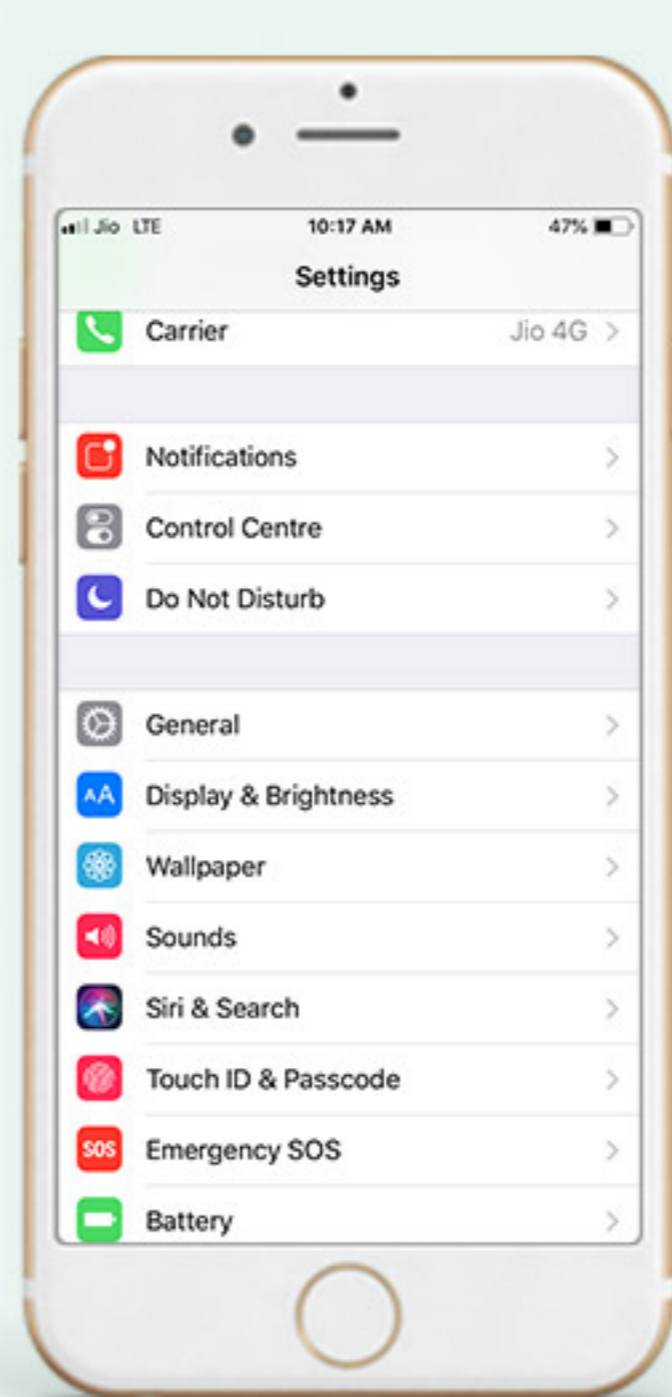 Jio LTE 10:17 AM 47%
Settings
Carrier Jio 4G
Notifications
Control Centre
Do Not Disturb
General
AA Display & Brightness
Wallpaper
Sounds
Siri & Search
Touch ID & Passcode
SOS Emergency SOS
Battery